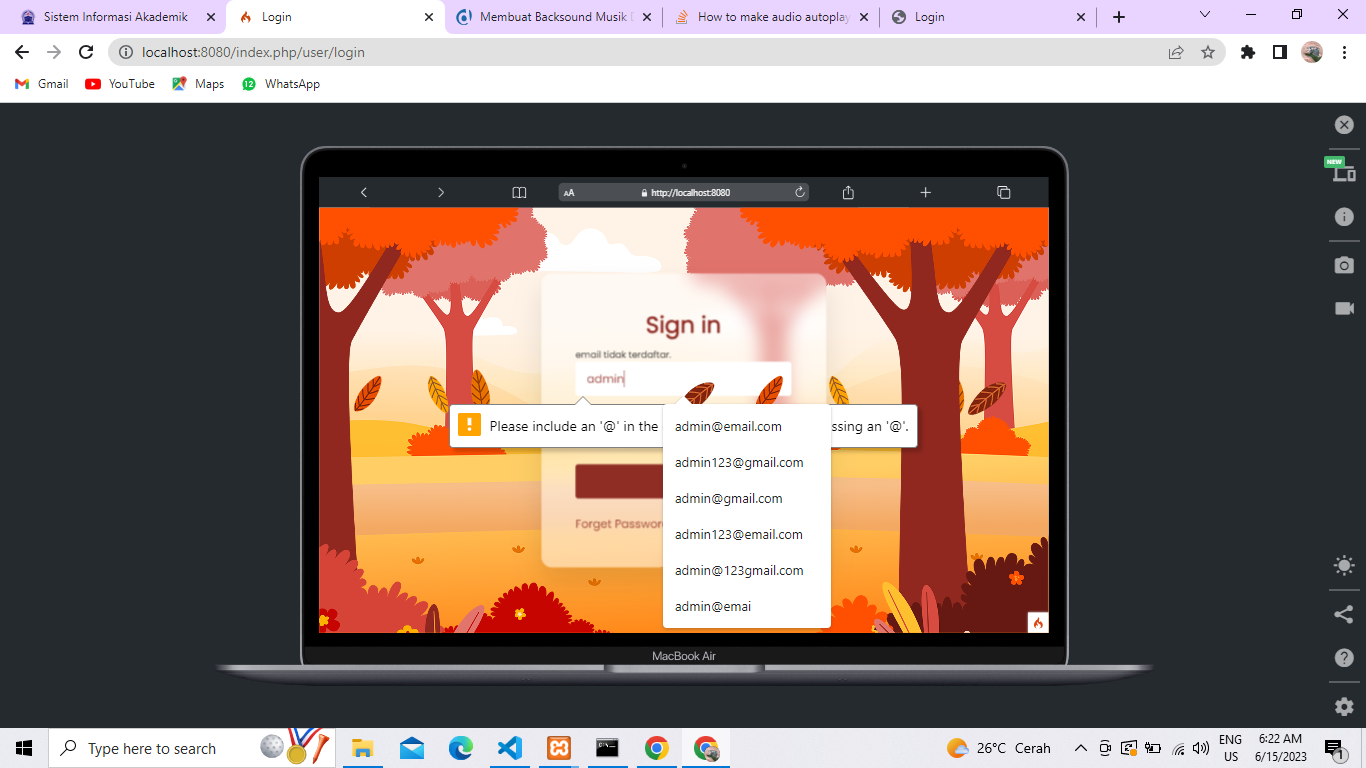 Sistem Informasi Akademik
Login
Membuat Backsound Musik
How to make audio autoplay
Login
localhost:8080/index.php/user/login
Gmail
YouTube
Maps
12
WhatsApp
NEW
AA
http://localhost:8080
Sign in
email tidak terdaftar.
admin
Please include an '@' in the
ssing an '@'.
admin@email.com
admin123@gmail.com
admin@gmail.com
admin123@email.com
admin@123gmail.com
admin@emai
Forget Password
MacBook Air
Type here to search
26°C Cerah
ENG
US
6:22 AM
6/15/2023
1